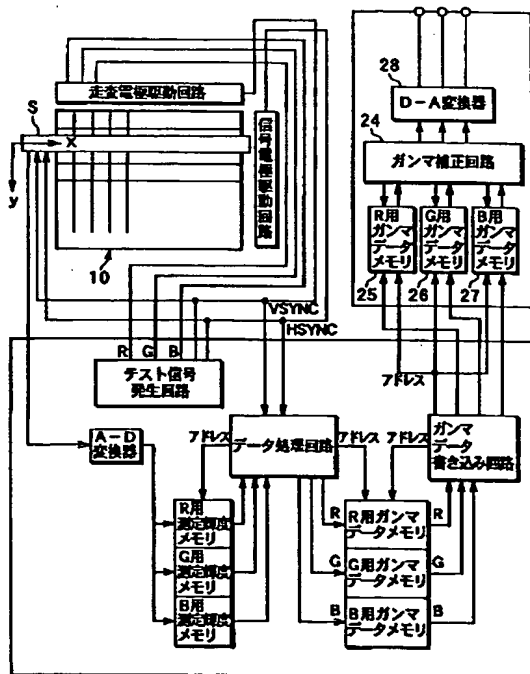 28
D-A変換器
24
ガンマ補正回路
R用
ガンマ
データ
メモリ
G用
ガンマ
データ
メモリ
B用
ガンマ
データ
メモリ
25
26
27
走査電極駆動回路
S
X
y
信号電極駆動回路
10
VSYNC
HSYNC
R
G
B
テスト信号
発生回路
アドレス
A-D
変換器
アドレス
データ処理回路
アドレス
アドレス
ガンマ
データ
書き込み回路
R用
測定輝度
メモリ
G用
測定輝度
メモリ
B用
測定輝度
メモリ
R
G
B
R用ガンマ
データメモリ
G用ガンマ
データメモリ
B用ガンマ
データメモリ
R
G
B